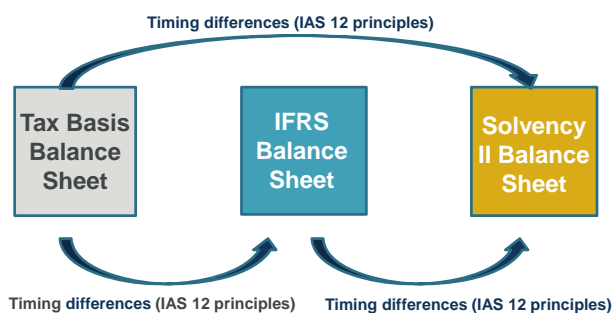 Timing differences (IAS 12 principles)
Tax Basis
Balance
Sheet
IFRS
Balance
Sheet
Solvency
II Balance
Sheet
Timing differences (IAS 12 principles)
Timing differences (IAS 12 principles)